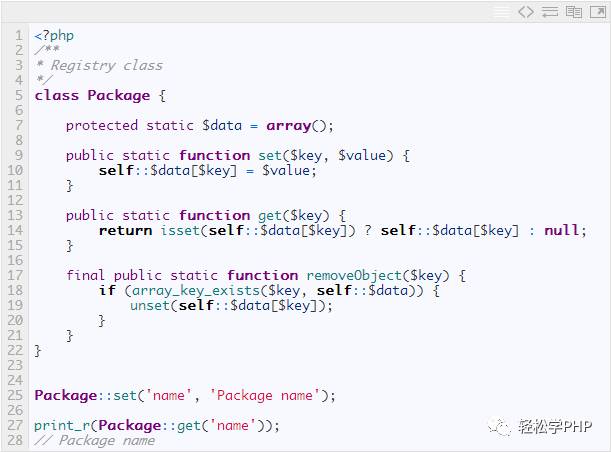 1 <?php
2 /**
3 * Registry class
4 */
5 class Package {
6
7     protected static $data = array();
8
9     public static function set($key, $value) {
10         self::$data[$key] = $value;
11     }
12
13     public static function get($key) {
14         return isset(self::$data[$key]) ? self::$data[$key] : null;
15     }
16
17     final public static function removeObject($key) {
18         if (array_key_exists($key, self::$data)) {
19             unset(self::$data[$key]);
20         }
21     }
22 }
23
24
25 Package::set('name', 'Package name');
26
27 print_r(Package::get('name'));
28 // Package name
轻松学PHP